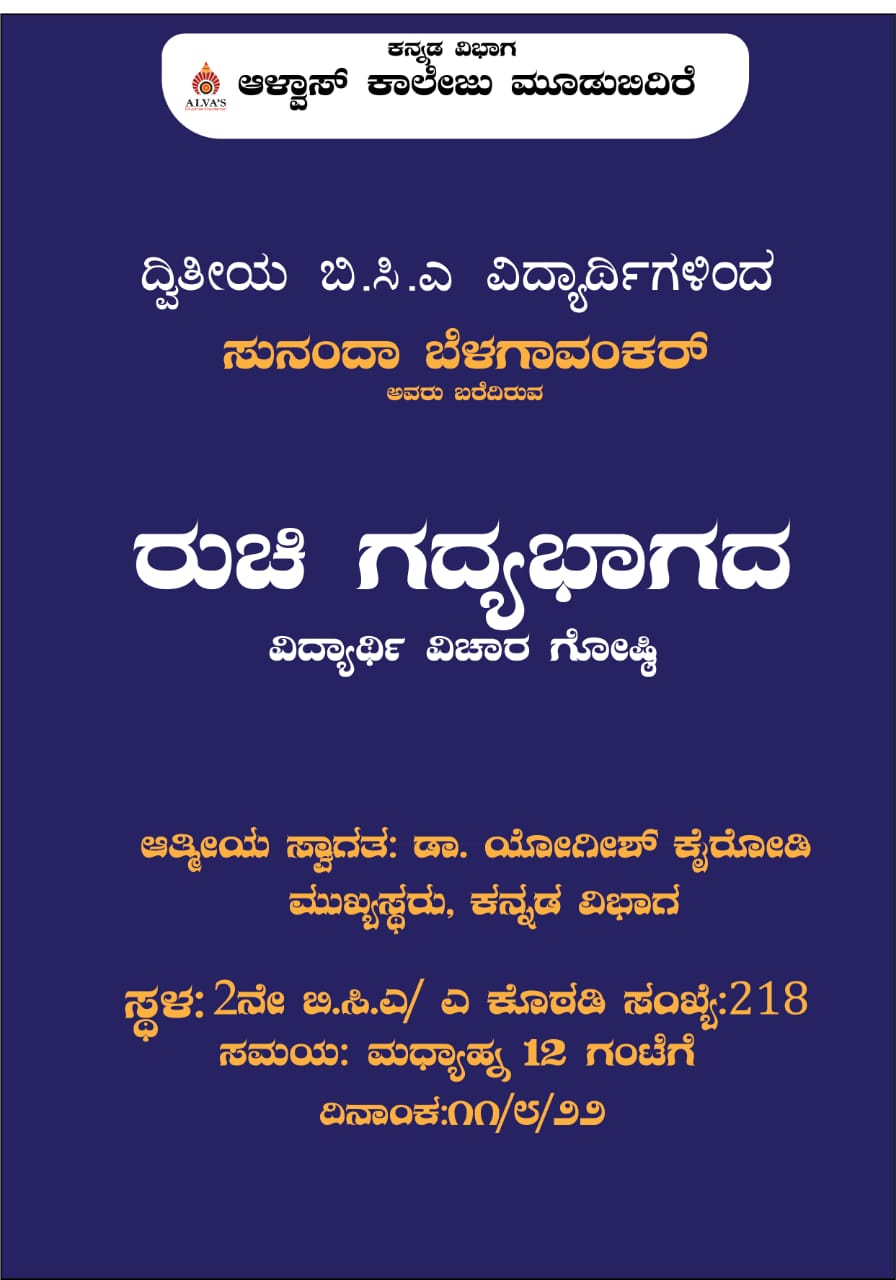 ಕನ್ನಡ ವಿಭಾಗ
ALVA'S
ಆಳ್ವಾಸ್ ಕಾಲೇಜು ಮೂಡುಬಿದಿರೆ
ದ್ವಿತೀಯ ಬಿ.ಸಿ.ಎ ವಿದ್ಯಾರ್ಥಿಗಳಿಂದ
ಸುನಂದಾ ಬೆಳಗಾವಂಕರ್
ಅವರು ಬರೆದಿರುವ
ರುಚಿ ಗದ್ಯಭಾಗದ
ವಿದ್ಯಾರ್ಥಿ ವಿಚಾರ ಗೋಷ್ಠಿ
ಆತ್ಮೀಯ ಸ್ವಾಗತ: ಡಾ. ಯೋಗೀಶ್ ಕೈರೋಡಿ
ಮುಖ್ಯಸ್ಥರು, ಕನ್ನಡ ವಿಭಾಗ
ಸ್ಥಳ: 2ನೇ ಬಿ.ಸಿ.ಎ/ ಎ ಕೊಠಡಿ ಸಂಖ್ಯೆ:218
ಸಮಯ: ಮಧ್ಯಾಹ್ನ 12 ಗಂಟೆಗೆ
ದಿನಾಂಕ:೧೧/೮/೨೨